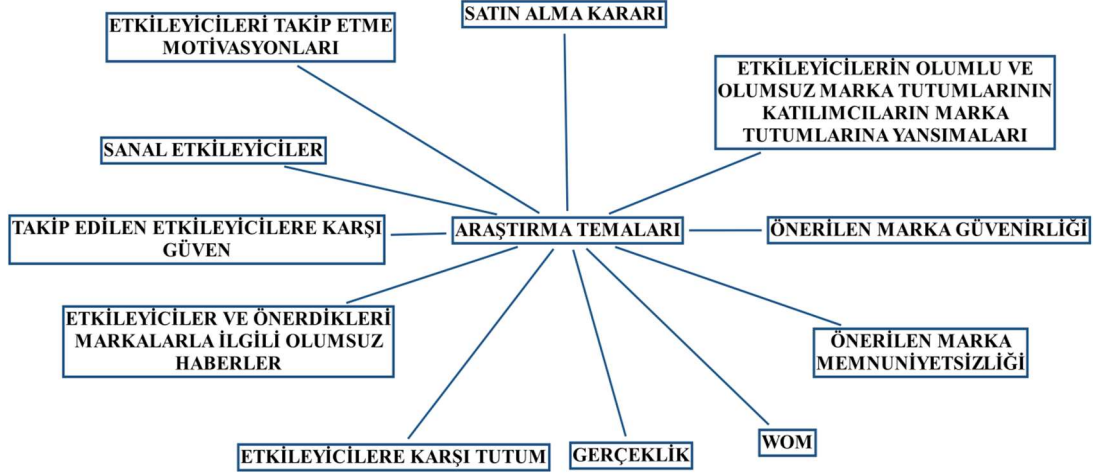 ETKİLEYİCİLERİ TAKİP ETME
MOTİVASYONLARI
SATIN ALMA KARARI
ETKİLEYİCİLERİN OLUMLU VE
OLUMSUZ MARKA TUTUMLARININ
KATILIMCILARIN MARKA
TUTUMLARINA YANSIMALARI
SANAL ETKİLEYİCİLER
TAKİP EDİLEN ETKİLEYİCİLERE KARŞI
GÜVEN
ARAŞTIRMA TEMALARI
ÖNERİLEN MARKA GÜVENİRLİĞİ
ETKİLEYİCİLER VE ÖNERDİKLERİ
MARKALARLA İLGİLİ OLUMSUZ
HABERLER
ÖNERİLEN MARKA
MEMNUNİYETSİZLİĞİ
ETKİLEYİCİLERE KARŞI TUTUM
GERÇEKLİK
WOM